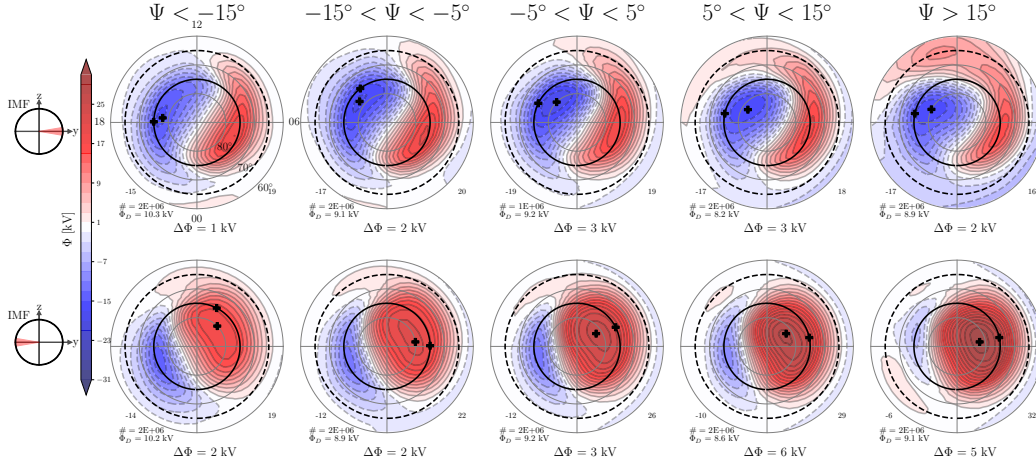 Ψ < −15°
−15° < Ψ < −5°
−5° < Ψ < 5°
5° < Ψ < 15°
Ψ > 15°
12
06
00
80°
70°
60°
IMF
z
y
Φ [kV]
25
18
17
9
1
−7
−15
−17
−23
−31
−15
# = 2E+06
Φ_D = 10.3 kV
ΔΦ = 1 kV
−17
20
# = 2E+06
Φ_D = 9.1 kV
ΔΦ = 2 kV
−19
19
# = 1E+06
Φ_D = 9.2 kV
ΔΦ = 3 kV
−17
18
# = 2E+06
Φ_D = 8.2 kV
ΔΦ = 3 kV
−17
16
# = 2E+06
Φ_D = 8.9 kV
ΔΦ = 2 kV
IMF
z
y
−14
19
# = 2E+06
Φ_D = 10.2 kV
ΔΦ = 2 kV
−12
22
# = 2E+06
Φ_D = 8.9 kV
ΔΦ = 2 kV
−12
26
# = 2E+06
Φ_D = 9.2 kV
ΔΦ = 3 kV
−10
29
# = 2E+06
Φ_D = 8.6 kV
ΔΦ = 6 kV
−6
32
# = 2E+06
Φ_D = 9.1 kV
ΔΦ = 5 kV